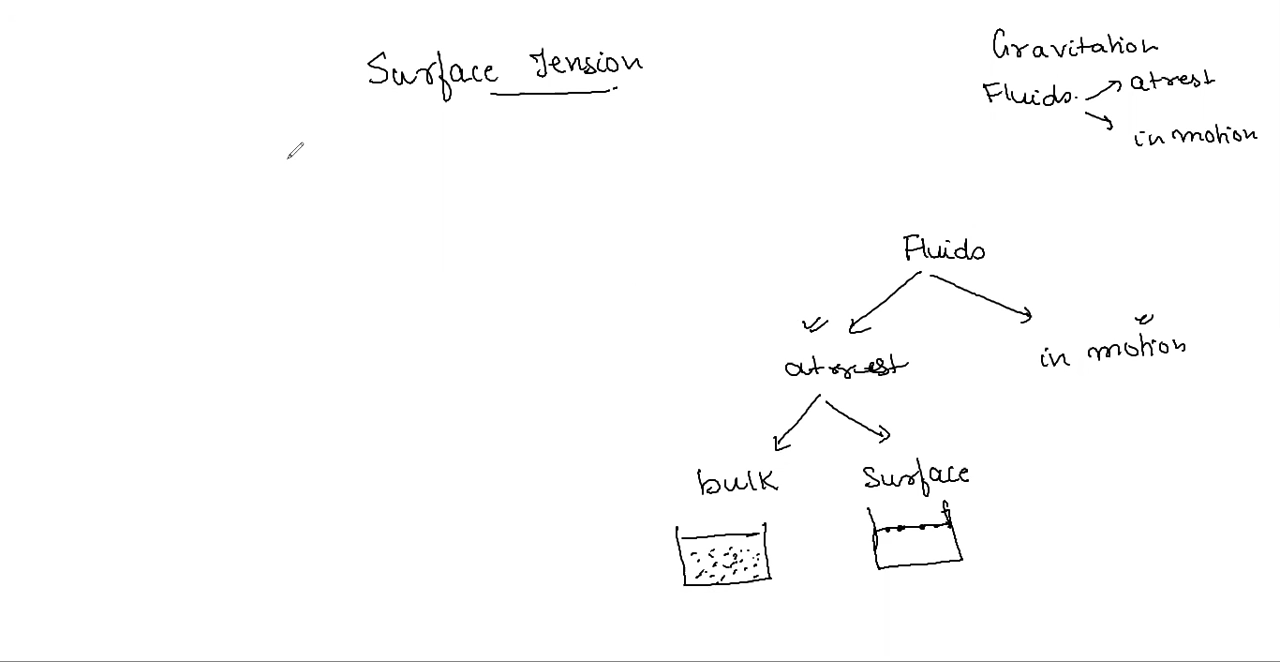 Surface Tension
Gravitation
Fluids.
at rest
in motion
Fluids
at rest
in motion
bulk
Surface